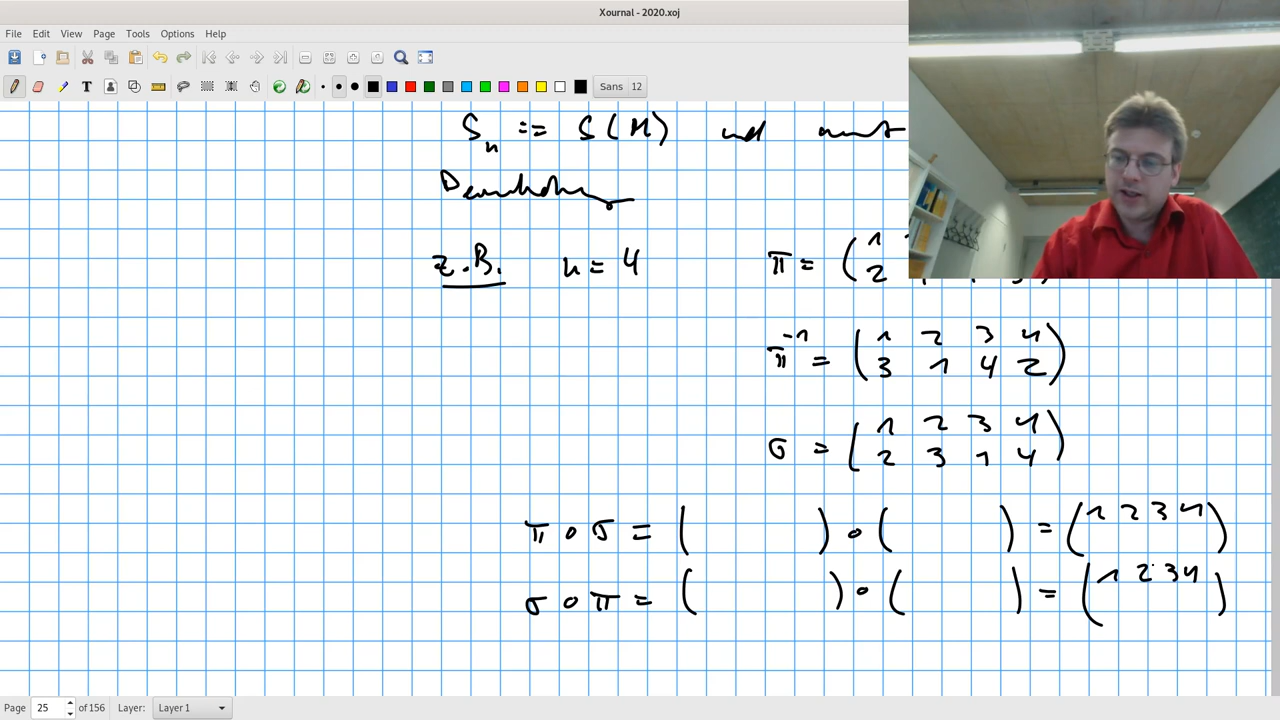 Xournal - 2020.xoj
File Edit View Page Tools Options Help
Sans 12
S_n := S(M) und nennt
z.B. n = 4 π = ( 1
2
π^-1 = ( 1 2 3 4
3 1 4 2 )
σ = ( 1 2 3 4
2 3 1 4 )
π ∘ σ = ( ) ∘ ( ) = ( 1 2 3 4 )
σ ∘ π = ( ) ∘ ( ) = ( 1 2 3 4 )
Page 25 of 156 Layer: Layer 1